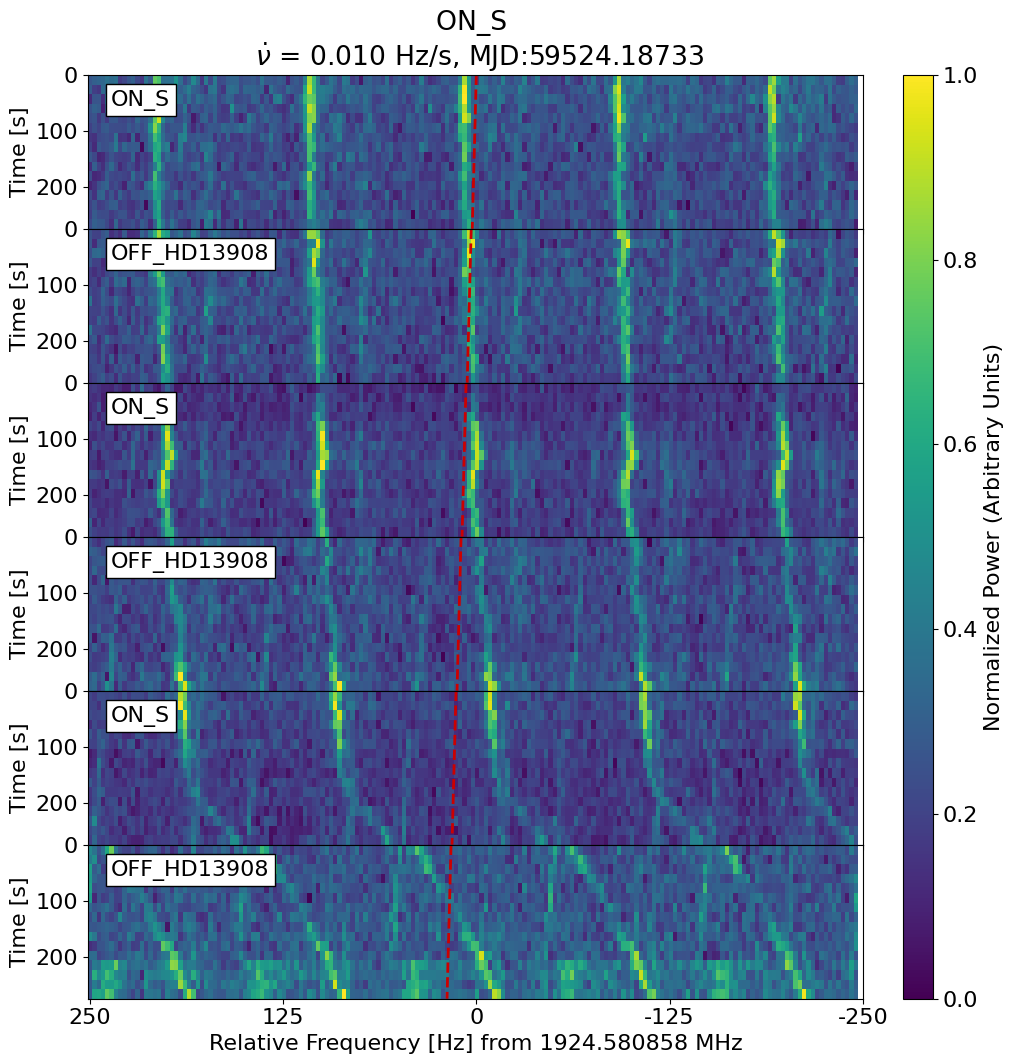 ON_S
ν̇ = 0.010 Hz/s, MJD:59524.18733
0
100
200
Time [s]
ON_S
0
100
200
Time [s]
OFF_HD13908
0
100
200
Time [s]
ON_S
0
100
200
Time [s]
OFF_HD13908
0
100
200
Time [s]
ON_S
0
100
200
Time [s]
OFF_HD13908
250 125 0 -125 -250
Relative Frequency [Hz] from 1924.580858 MHz
1.0
0.8
0.6
0.4
0.2
0.0
Normalized Power (Arbitrary Units)